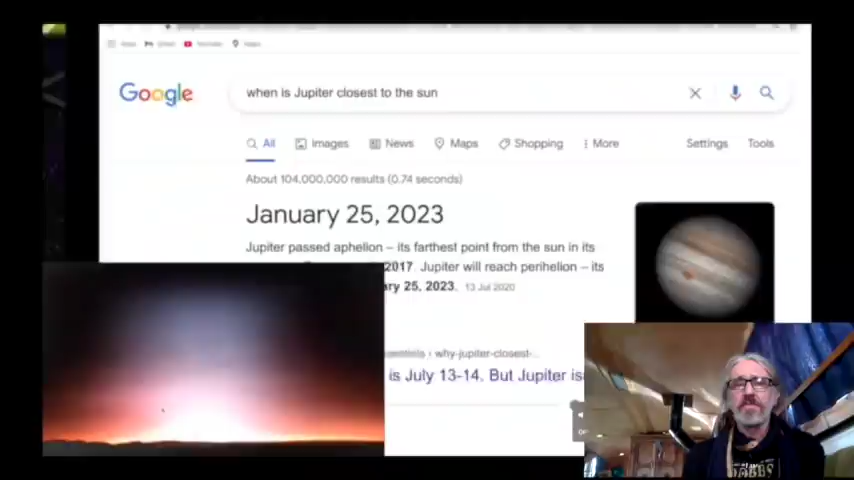 Google
when is Jupiter closest to the sun
All Images News Maps Shopping More Settings Tools
About 104,000,000 results (0.74 seconds)
January 25, 2023
Jupiter passed aphelion – its farthest point from the sun in its
2017. Jupiter will reach perihelion – its
ry 25, 2023. 13 Jul 2020
why-jupiter-closest-...
is July 13-14. But Jupiter is